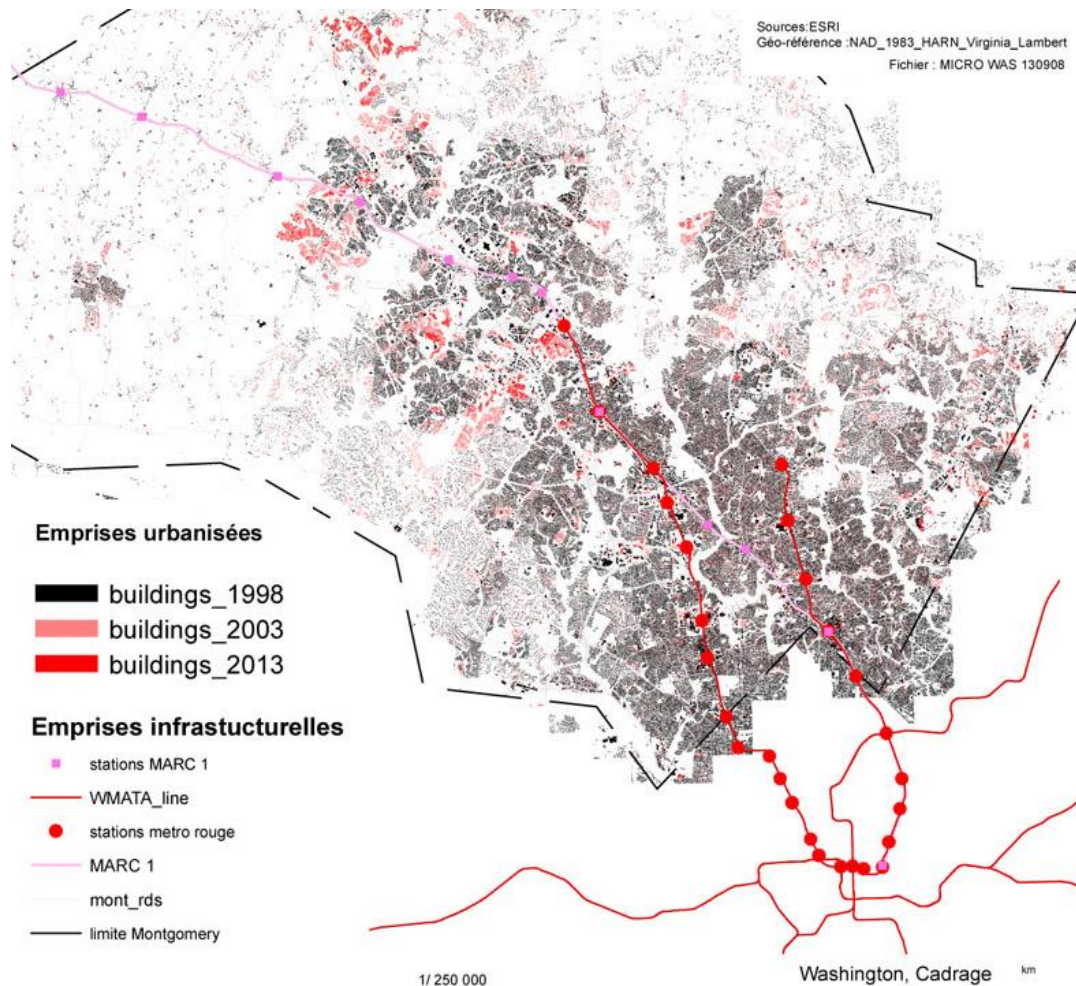 Sources:ESRI
Géo-référence :NAD_1983_HARN_Virginia_Lambert
Fichier : MICRO WAS 130908
Emprises urbanisées
buildings_1998
buildings_2003
buildings_2013
Emprises infrastucturelles
stations MARC 1
WMATA_line
stations metro rouge
MARC 1
mont_rds
limite Montgomery
1/ 250 000
Washington, Cadrage
km